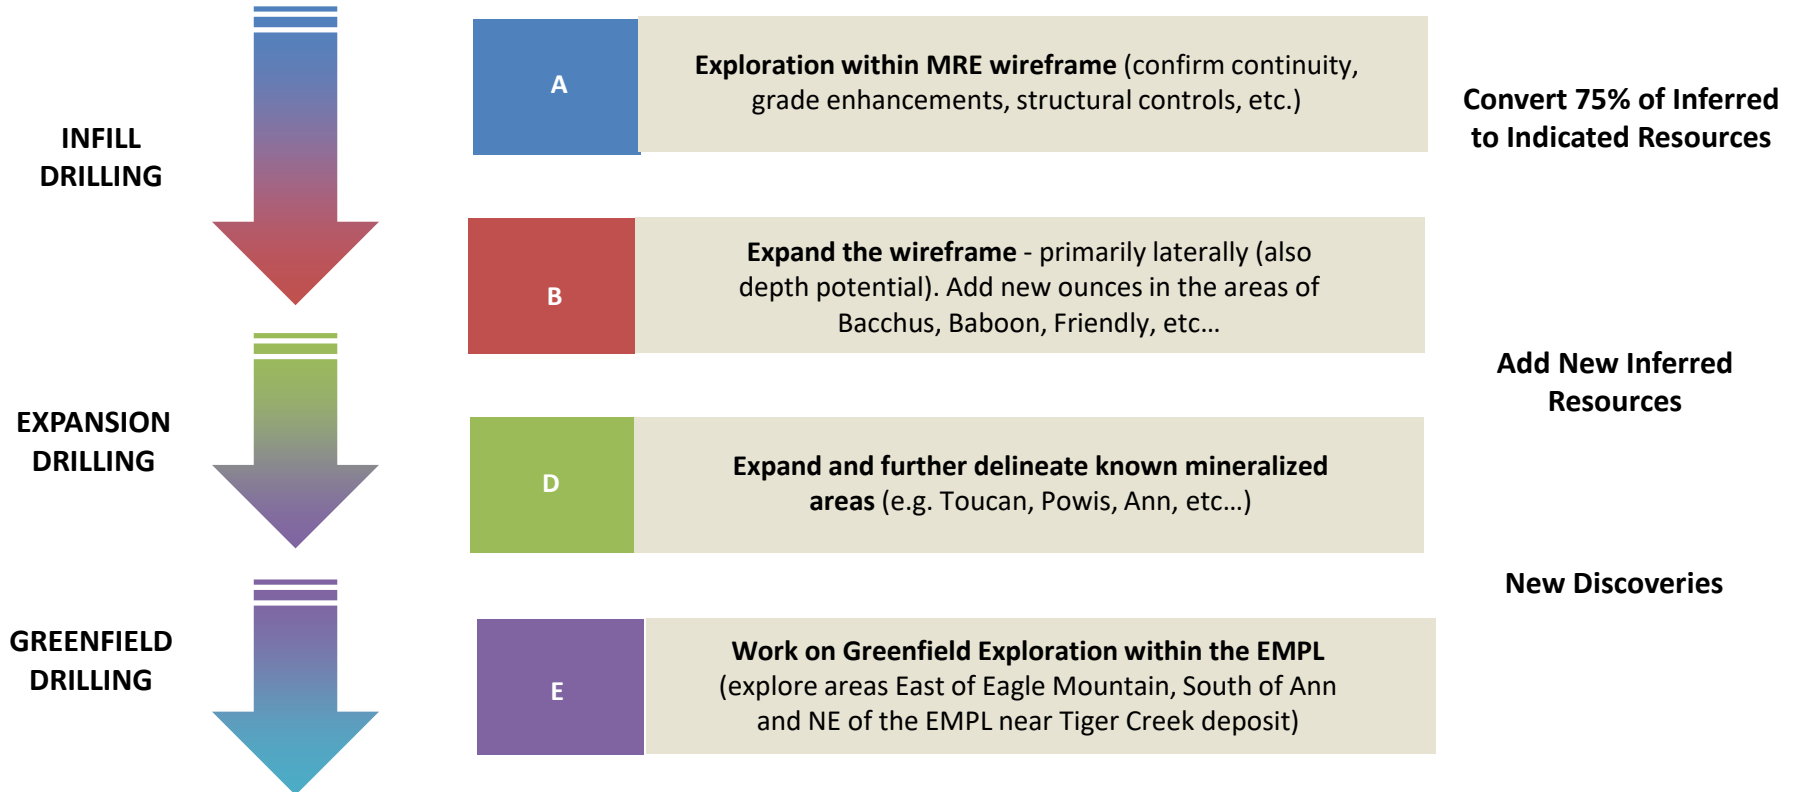 INFILL
DRILLING
A
Exploration within MRE wireframe (confirm continuity,
grade enhancements, structural controls, etc.)
Convert 75% of Inferred
to Indicated Resources
B
Expand the wireframe - primarily laterally (also
depth potential). Add new ounces in the areas of
Bacchus, Baboon, Friendly, etc…
Add New Inferred
Resources
EXPANSION
DRILLING
D
Expand and further delineate known mineralized
areas (e.g. Toucan, Powis, Ann, etc…)
New Discoveries
GREENFIELD
DRILLING
E
Work on Greenfield Exploration within the EMPL
(explore areas East of Eagle Mountain, South of Ann
and NE of the EMPL near Tiger Creek deposit)